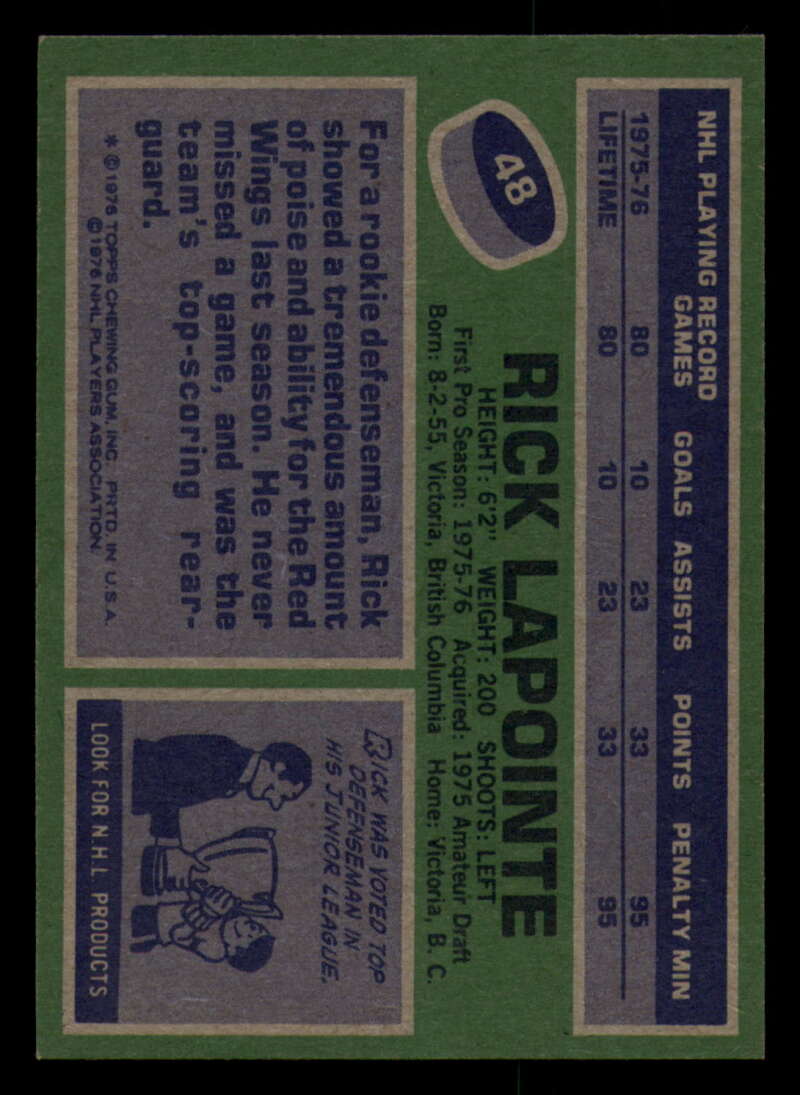 NHL PLAYING RECORD
GAMES GOALS ASSISTS POINTS PENALTY MIN
1975-76 80 10 23 33 95
LIFETIME 80 10 23 33 95
48
RICK LAPOINTE
HEIGHT: 6'2" WEIGHT: 200 SHOOTS: LEFT
First Pro Season: 1975-76 Acquired: 1975 Amateur Draft
Born: 8-2-55, Victoria, British Columbia Home: Victoria, B. C.
For a rookie defenseman, Rick
showed a tremendous amount
of poise and ability for the Red
Wings last season. He never
missed a game, and was the
team's top-scoring rear-
guard.
* © 1976 TOPPS CHEWING GUM, INC. PRTD. IN U.S.A.
© 1976 NHL PLAYERS ASSOCIATION.
RICK WAS VOTED TOP
DEFENSEMAN IN
HIS JUNIOR LEAGUE.
LOOK FOR N.H.L. PRODUCTS